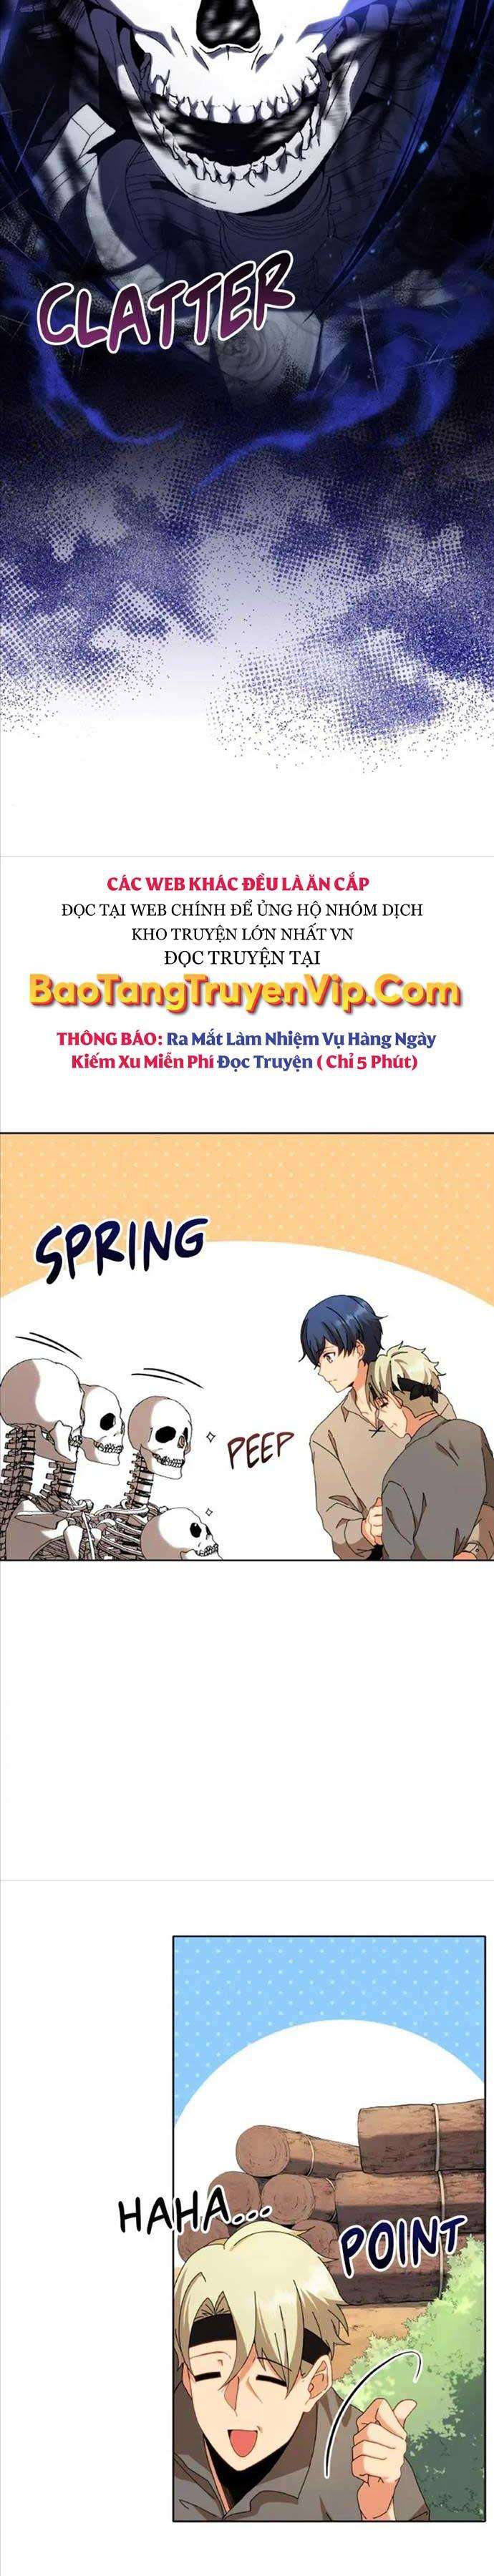 CLATTER
CÁC WEB KHÁC ĐỀU LÀ ĂN CẮP
ĐỌC TẠI WEB CHÍNH ĐỂ ỦNG HỘ NHÓM DỊCH
KHO TRUYỆN LỚN NHẤT VN
ĐỌC TRUYỆN TẠI
BaoTangTruyenVip.Com
THÔNG BÁO: Ra Mắt Làm Nhiệm Vụ Hàng Ngày
Kiếm Xu Miễn Phí Đọc Truyện ( Chỉ 5 Phút)
SPRING
PEEP
HAHA...
POINT